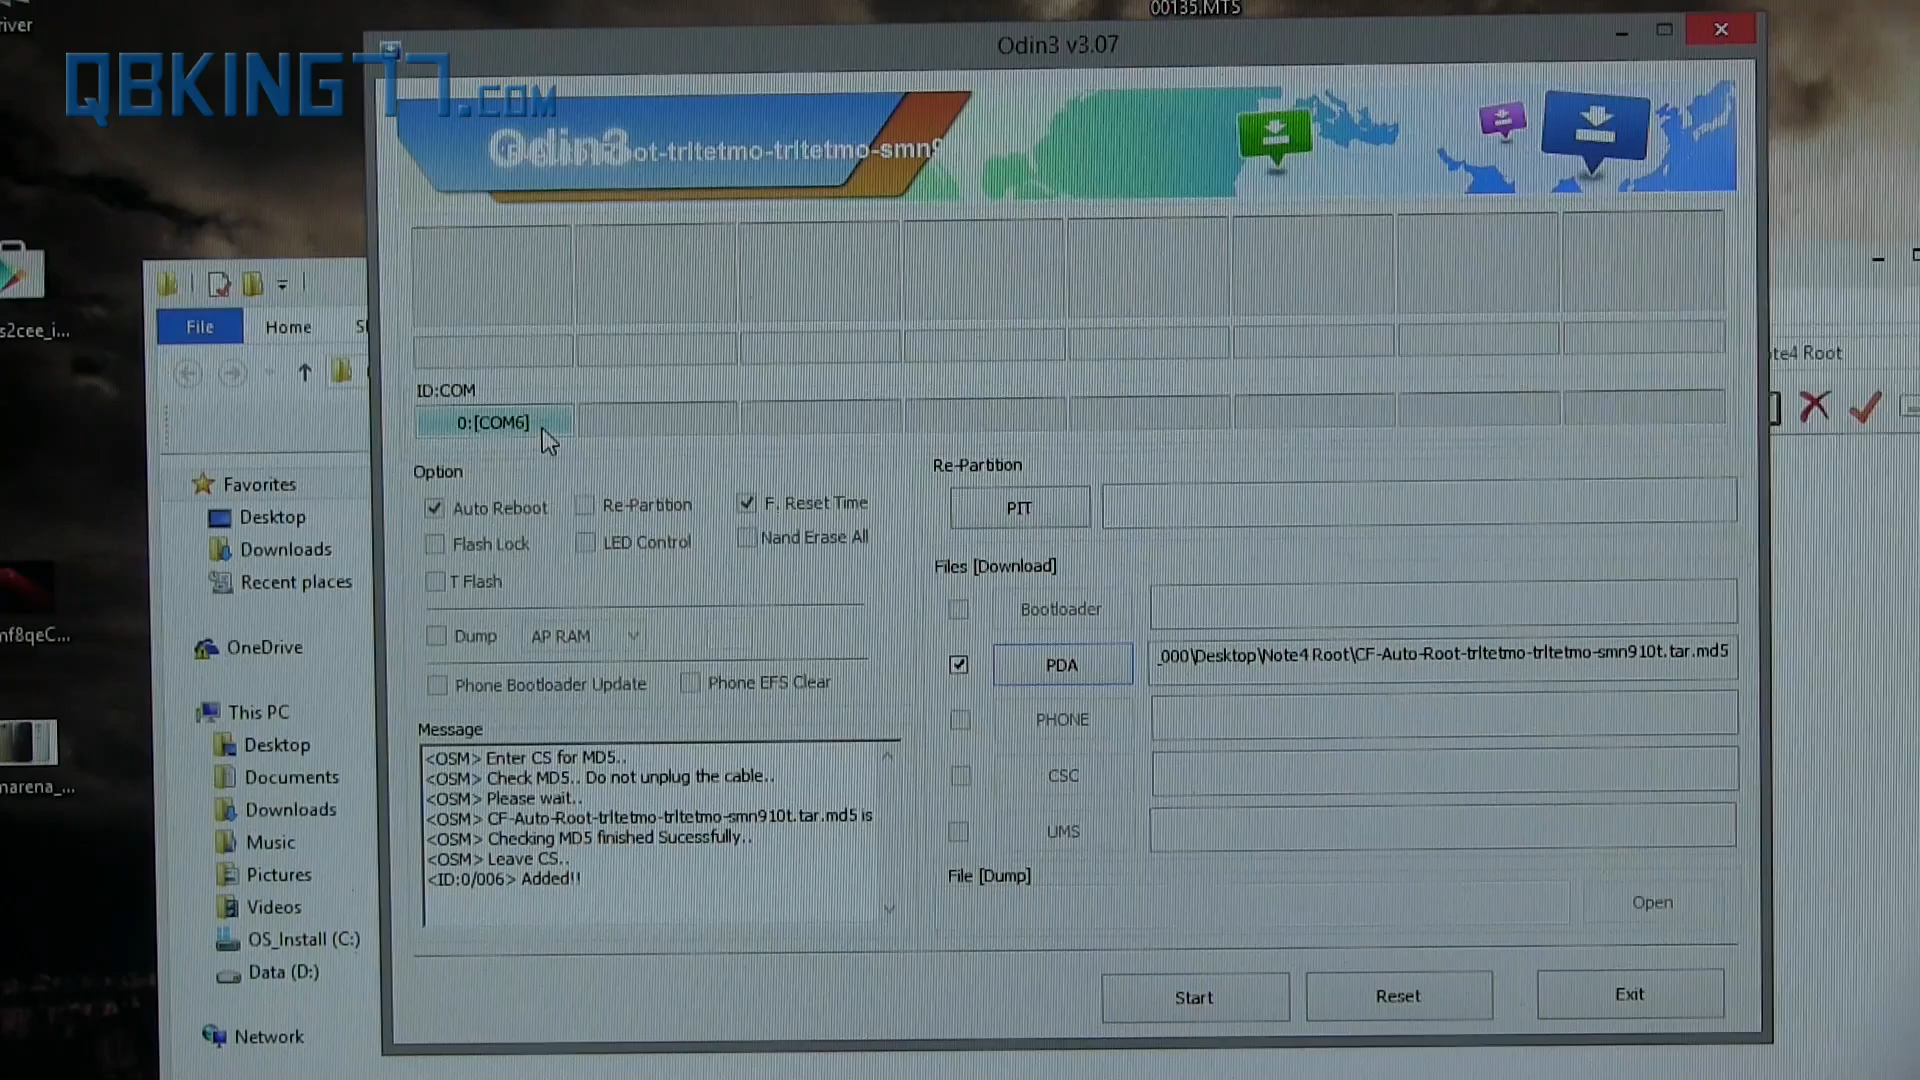 00135.MTS
river
Odin3 v3.07
QBKING77.COM
Odin3
ot-trltetmo-trltetmo-smn9
s2cee_i...
File
Home
te4 Root
ID:COM
0:[COM6]
Option
Re-Partition
Auto Reboot
Re-Partition
F. Reset Time
PIT
Flash Lock
LED Control
Nand Erase All
T Flash
Files [Download]
Bootloader
Dump
AP RAM
PDA
_000\Desktop\Note4 Root\CF-Auto-Root-trltetmo-trltetmo-smn910t.tar.md5
Phone Bootloader Update
Phone EFS Clear
PHONE
CSC
UMS
Message
<OSM> Enter CS for MD5..
<OSM> Check MD5.. Do not unplug the cable..
<OSM> Please wait..
<OSM> CF-Auto-Root-trltetmo-trltetmo-smn910t.tar.md5 is
<OSM> Checking MD5 finished Sucessfully..
<OSM> Leave CS..
<ID:0/006> Added!!
File [Dump]
Open
Start
Reset
Exit
Favorites
Desktop
Downloads
Recent places
nf8qeC...
OneDrive
This PC
Desktop
Documents
narena_...
Downloads
Music
Pictures
Videos
OS_Install (C:)
Data (D:)
Network